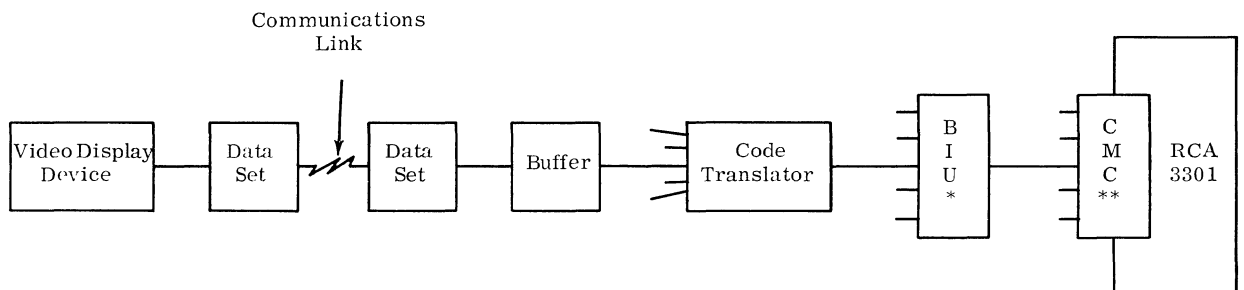 Communications
Link
Video Display
Device
Data
Set
Data
Set
Buffer
Code
Translator
B
I
U
*
C
M
C
**
RCA
3301